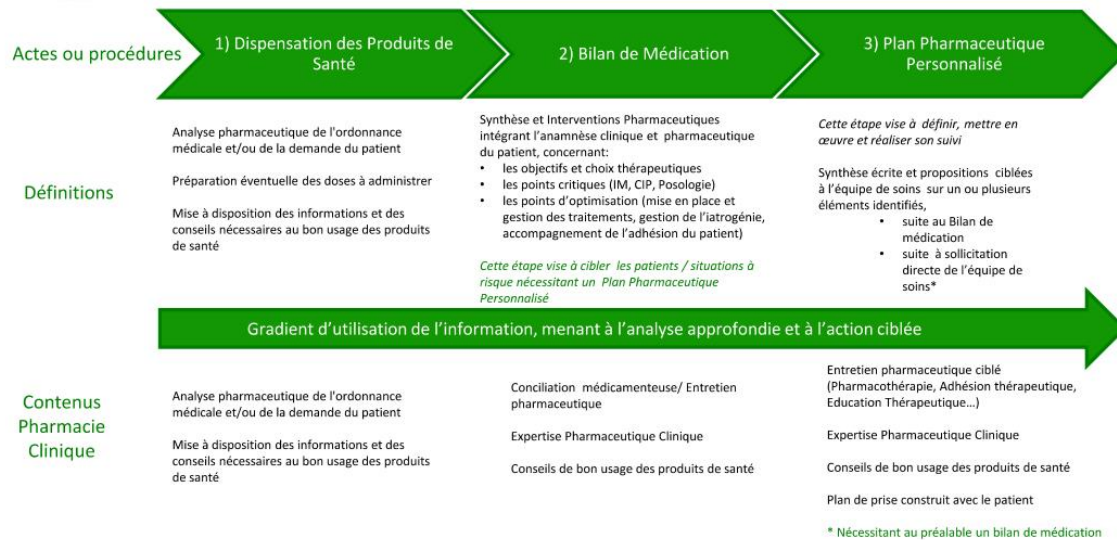 Actes ou procédures
1) Dispensation des Produits de
Santé
2) Bilan de Médication
3) Plan Pharmaceutique
Personnalisé
Définitions
Analyse pharmaceutique de l'ordonnance
médicale et/ou de la demande du patient
Préparation éventuelle des doses à administrer
Mise à disposition des informations et des
conseils nécessaires au bon usage des produits
de santé
Synthèse et Interventions Pharmaceutiques
intégrant l’anamnèse clinique et pharmaceutique
du patient, concernant:
• les objectifs et choix thérapeutiques
• les points critiques (IM, CIP, Posologie)
• les points d’optimisation (mise en place et
gestion des traitements, gestion de l’iatrogénie,
accompagnement de l’adhésion du patient)
Cette étape vise à cibler les patients / situations à
risque nécessitant un Plan Pharmaceutique
Personnalisé
Cette étape vise à définir, mettre en
œuvre et réaliser son suivi
Synthèse écrite et propositions ciblées
à l’équipe de soins sur un ou plusieurs
éléments identifiés,
• suite au Bilan de
médication
• suite à sollicitation
directe de l’équipe de
soins*
Gradient d’utilisation de l’information, menant à l’analyse approfondie et à l’action ciblée
Contenus
Pharmacie
Clinique
Analyse pharmaceutique de l'ordonnance
médicale et/ou de la demande du patient
Mise à disposition des informations et des
conseils nécessaires au bon usage des produits
de santé
Conciliation médicamenteuse/ Entretien
pharmaceutique
Expertise Pharmaceutique Clinique
Conseils de bon usage des produits de santé
Entretien pharmaceutique ciblé
(Pharmacothérapie, Adhésion thérapeutique,
Education Thérapeutique…)
Expertise Pharmaceutique Clinique
Conseils de bon usage des produits de santé
Plan de prise construit avec le patient
* Nécessitant au préalable un bilan de médication